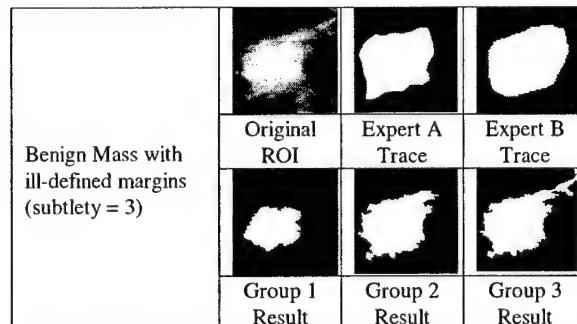 Benign Mass with
ill-defined margins
(subtlety = 3)
Original
ROI
Expert A
Trace
Expert B
Trace
Group 1
Result
Group 2
Result
Group 3
Result